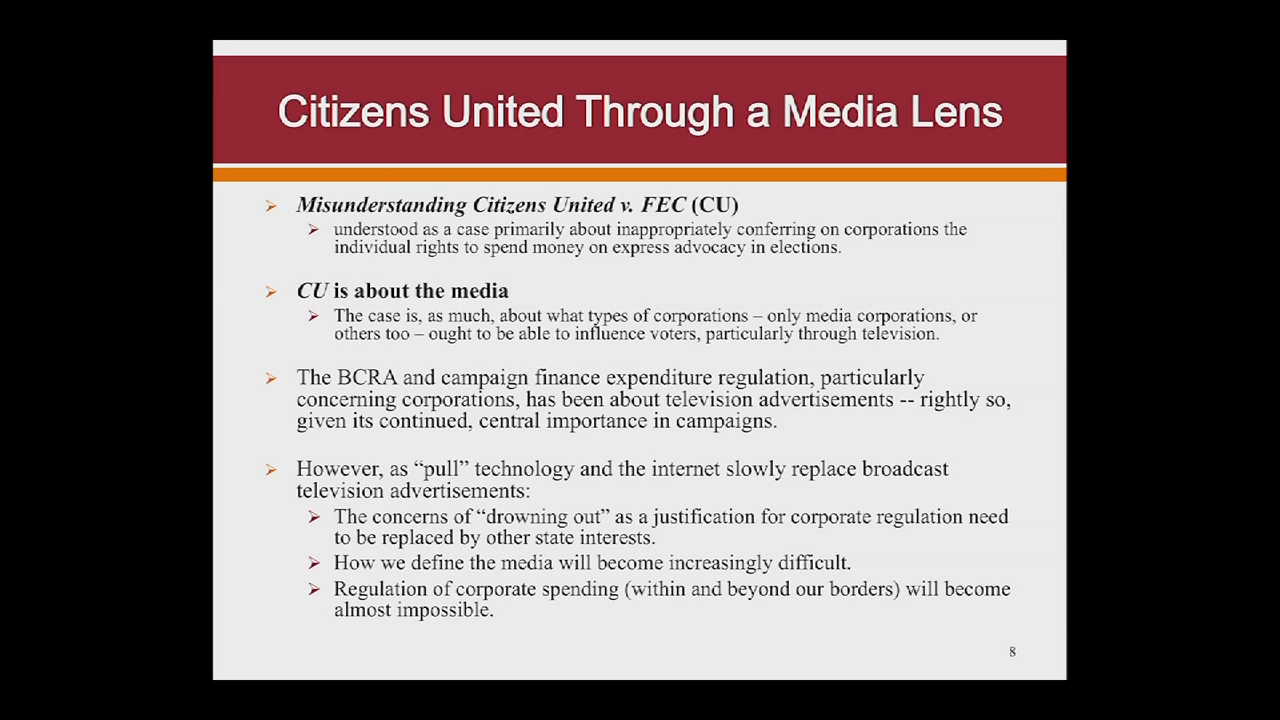 Citizens United Through a Media Lens
Misunderstanding Citizens United v. FEC (CU)
understood as a case primarily about inappropriately conferring on corporations the
individual rights to spend money on express advocacy in elections.
CU is about the media
The case is, as much, about what types of corporations – only media corporations, or
others too – ought to be able to influence voters, particularly through television.
The BCRA and campaign finance expenditure regulation, particularly
concerning corporations, has been about television advertisements -- rightly so,
given its continued, central importance in campaigns.
However, as “pull” technology and the internet slowly replace broadcast
television advertisements:
The concerns of “drowning out” as a justification for corporate regulation need
to be replaced by other state interests.
How we define the media will become increasingly difficult.
Regulation of corporate spending (within and beyond our borders) will become
almost impossible.
8